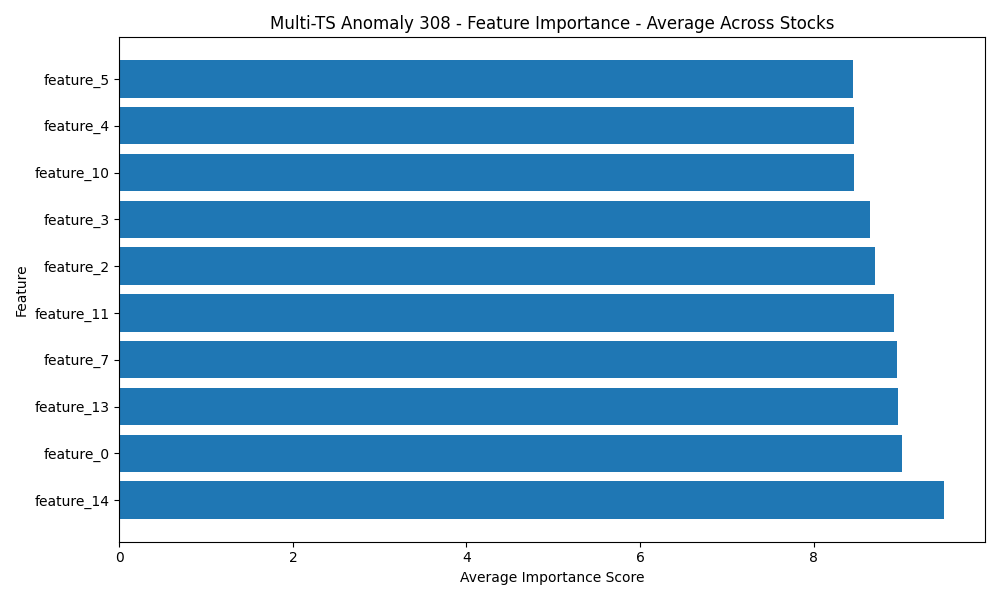 Multi-TS Anomaly 308 - Feature Importance - Average Across Stocks
Feature
feature_5
feature_4
feature_10
feature_3
feature_2
feature_11
feature_7
feature_13
feature_0
feature_14
0 2 4 6 8
Average Importance Score